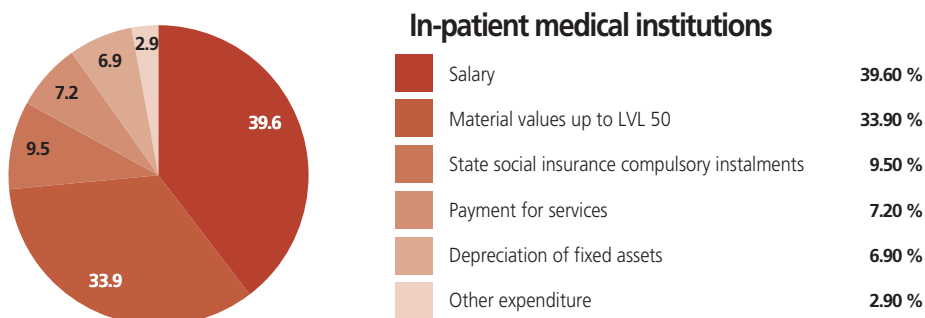 In-patient medical institutions
2.9
6.9
7.2
9.5
39.6
33.9
Salary 39.60 %
Material values up to LVL 50 33.90 %
State social insurance compulsory instalments 9.50 %
Payment for services 7.20 %
Depreciation of fixed assets 6.90 %
Other expenditure 2.90 %